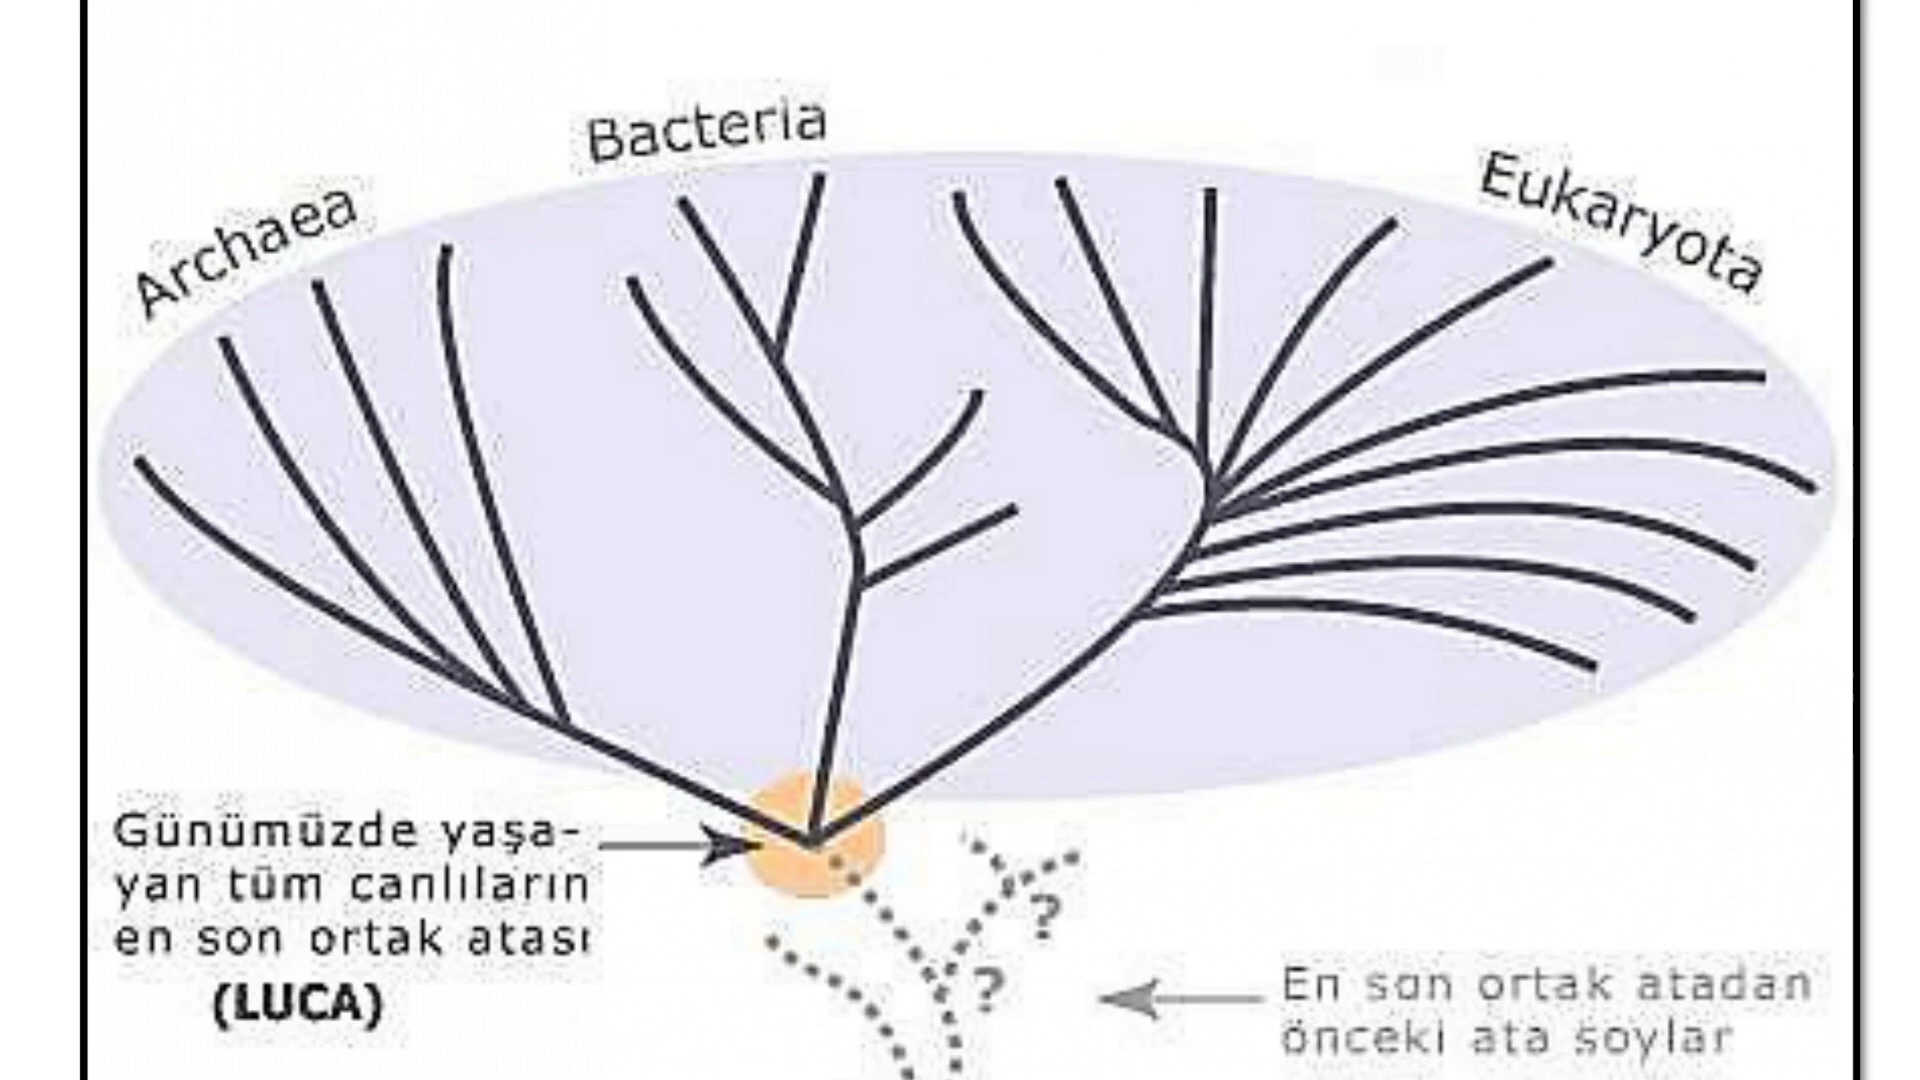 Bacteria
Archaea
Eukaryota
Günümüzde yaşa-
yan tüm canlıların
en son ortak atası
(LUCA)
?
?
En son ortak atadan
önceki ata soylar